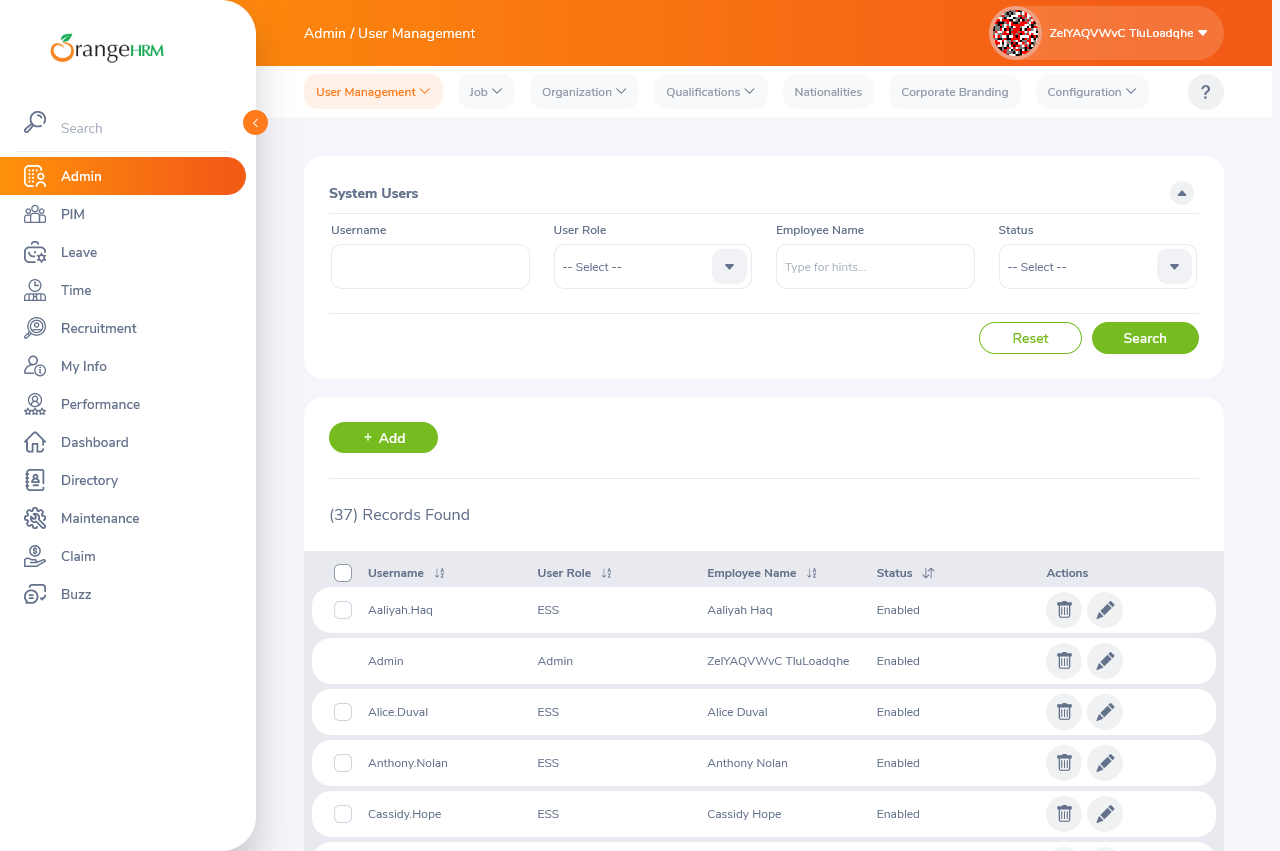 OrangeHRM
Admin / User Management
ZelYAQVWvC TluLoadqhe
User Management
Job
Organization
Qualifications
Nationalities
Corporate Branding
Configuration
?
Search
Admin
PIM
Leave
Time
Recruitment
My Info
Performance
Dashboard
Directory
Maintenance
Claim
Buzz
System Users
Username User Role Employee Name Status
-- Select -- Type for hints... -- Select --
Reset Search
+ Add
(37) Records Found
Username User Role Employee Name Status Actions
Aaliyah.Haq ESS Aaliyah Haq Enabled
Admin Admin ZelYAQVWvC TluLoadqhe Enabled
Alice.Duval ESS Alice Duval Enabled
Anthony.Nolan ESS Anthony Nolan Enabled
Cassidy.Hope ESS Cassidy Hope Enabled